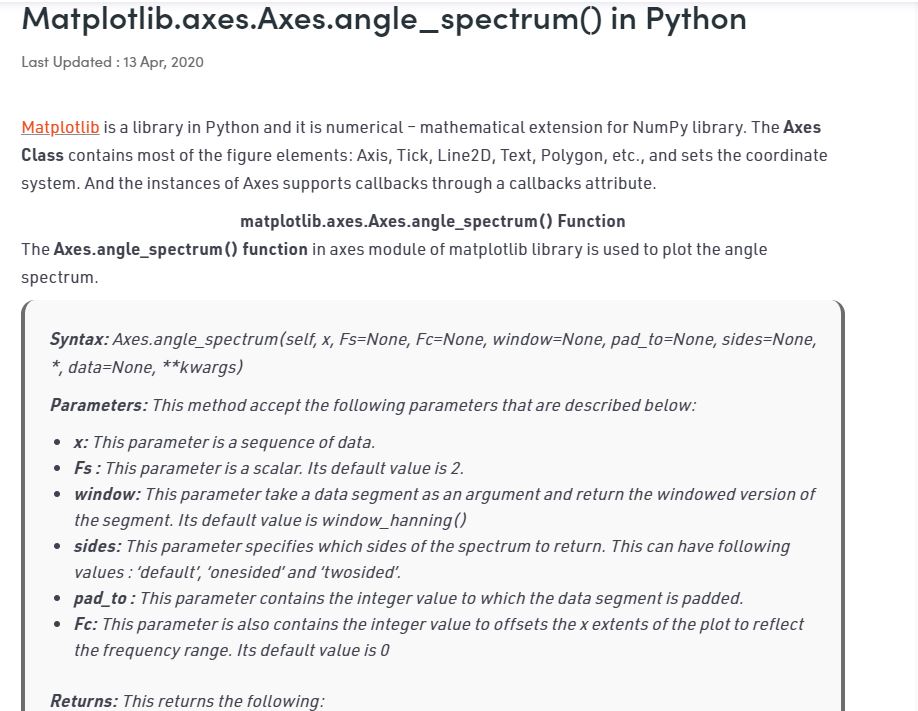 Matplotlib.axes.Axes.angle_spectrum() in Python
Last Updated : 13 Apr, 2020
Matplotlib is a library in Python and it is numerical – mathematical extension for NumPy library. The Axes
Class contains most of the figure elements: Axis, Tick, Line2D, Text, Polygon, etc., and sets the coordinate
system. And the instances of Axes supports callbacks through a callbacks attribute.
matplotlib.axes.Axes.angle_spectrum() Function
The Axes.angle_spectrum() function in axes module of matplotlib library is used to plot the angle
spectrum.
Syntax: Axes.angle_spectrum(self, x, Fs=None, Fc=None, window=None, pad_to=None, sides=None,
*, data=None, **kwargs)
Parameters: This method accept the following parameters that are described below:
• x: This parameter is a sequence of data.
• Fs : This parameter is a scalar. Its default value is 2.
• window: This parameter take a data segment as an argument and return the windowed version of
the segment. Its default value is window_hanning()
• sides: This parameter specifies which sides of the spectrum to return. This can have following
values : ‘default’, ‘onesided’ and ‘twosided’.
• pad_to : This parameter contains the integer value to which the data segment is padded.
• Fc: This parameter is also contains the integer value to offsets the x extents of the plot to reflect
the frequency range. Its default value is 0
Returns: This returns the following: